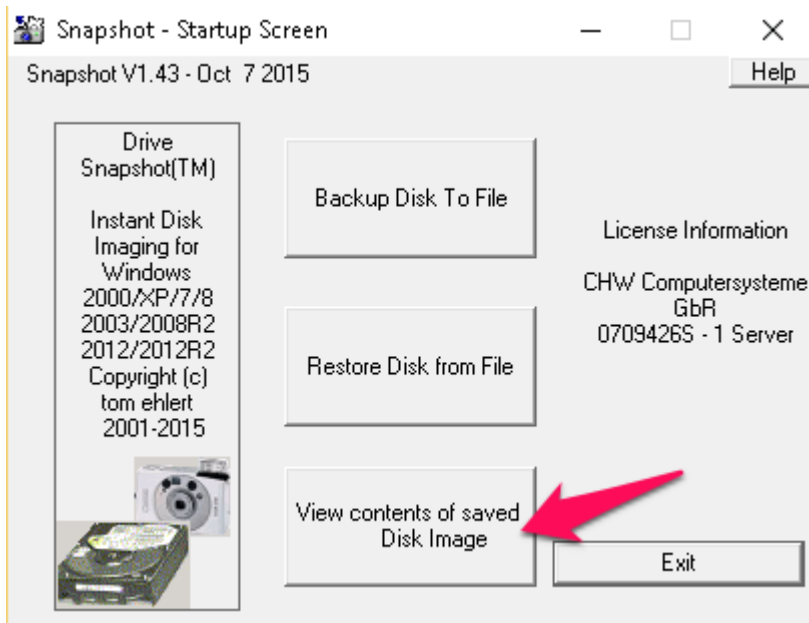 Snapshot - Startup Screen
Snapshot V1.43 - Oct 7 2015
Help
Drive
Snapshot(TM)
Instant Disk
Imaging for
Windows
2000/XP/7/8
2003/2008R2
2012/2012R2
Copyright (c)
tom ehlert
2001-2015
Backup Disk To File
Restore Disk from File
View contents of saved
Disk Image
License Information
CHW Computersysteme
GbR
0709426S - 1 Server
Exit